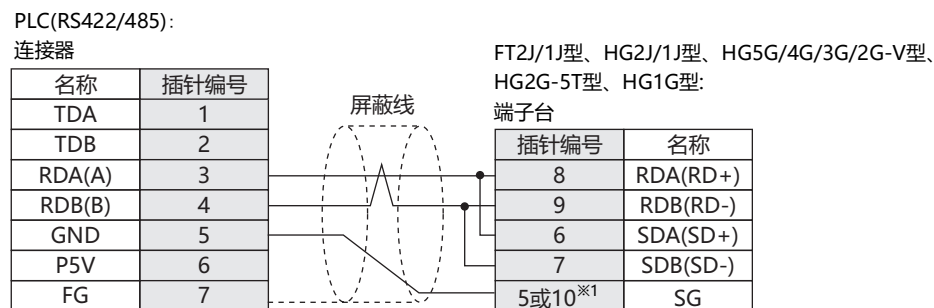 PLC(RS422/485):
连接器
名称 插针编号
TDA 1
TDB 2
RDA(A) 3
RDB(B) 4
GND 5
P5V 6
FG 7
屏蔽线
FT2J/1J型、HG2J/1J型、HG5G/4G/3G/2G-V型、
HG2G-5T型、HG1G型:
端子台
插针编号 名称
8 RDA(RD+)
9 RDB(RD-)
6 SDA(SD+)
7 SDB(SD-)
5或10※1 SG